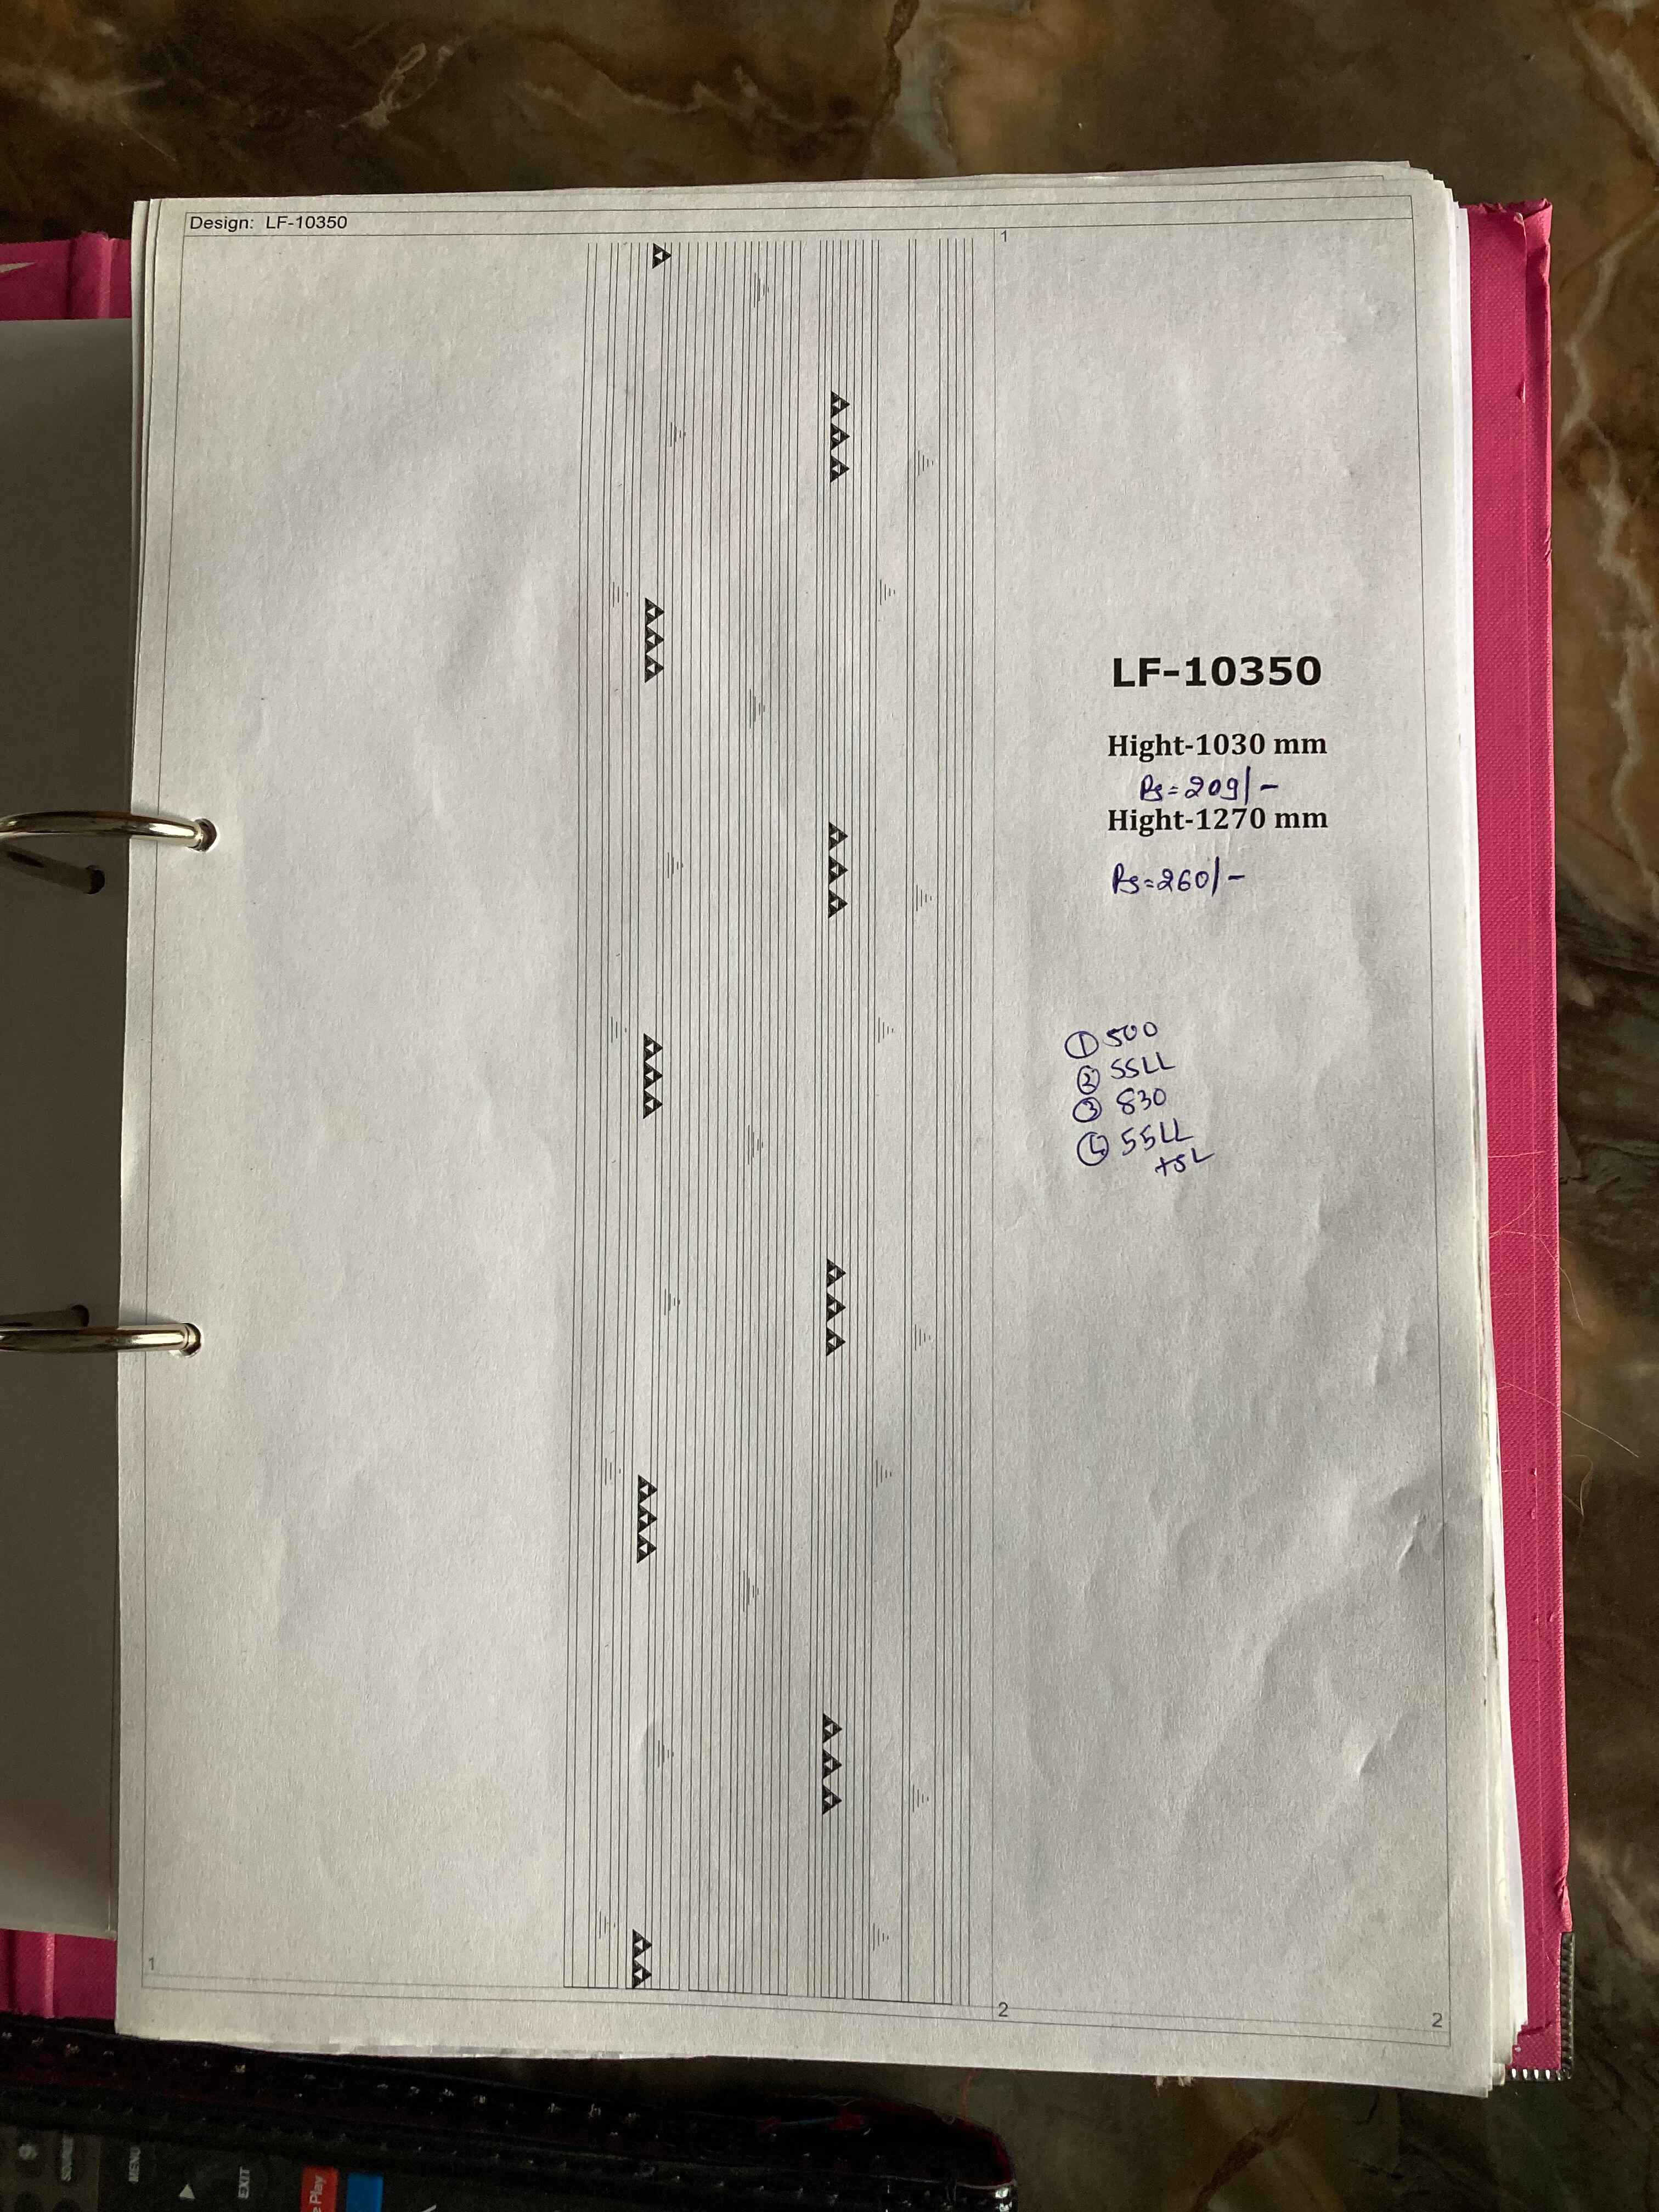 Design: LF-10350
1
LF-10350
Hight-1030 mm
Rs=209/-
Hight-1270 mm
Rs=260/-
① 500
② 55LL
③ 830
④ 55LL
+5L
1
2
2
MENU
EXIT
Play